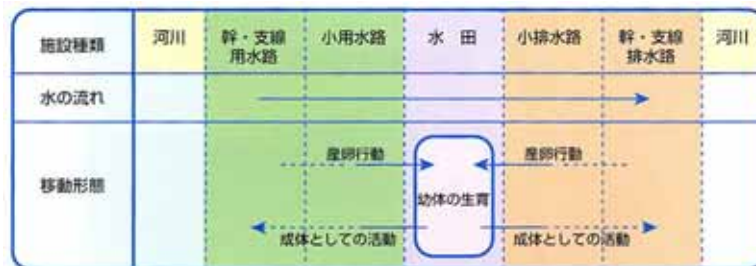 施設種類
河川
幹・支線
用水路
小用水路
水 田
小排水路
幹・支線
排水路
河川
水の流れ
移動形態
産卵行動
産卵行動
幼体の生育
成体としての活動
成体としての活動